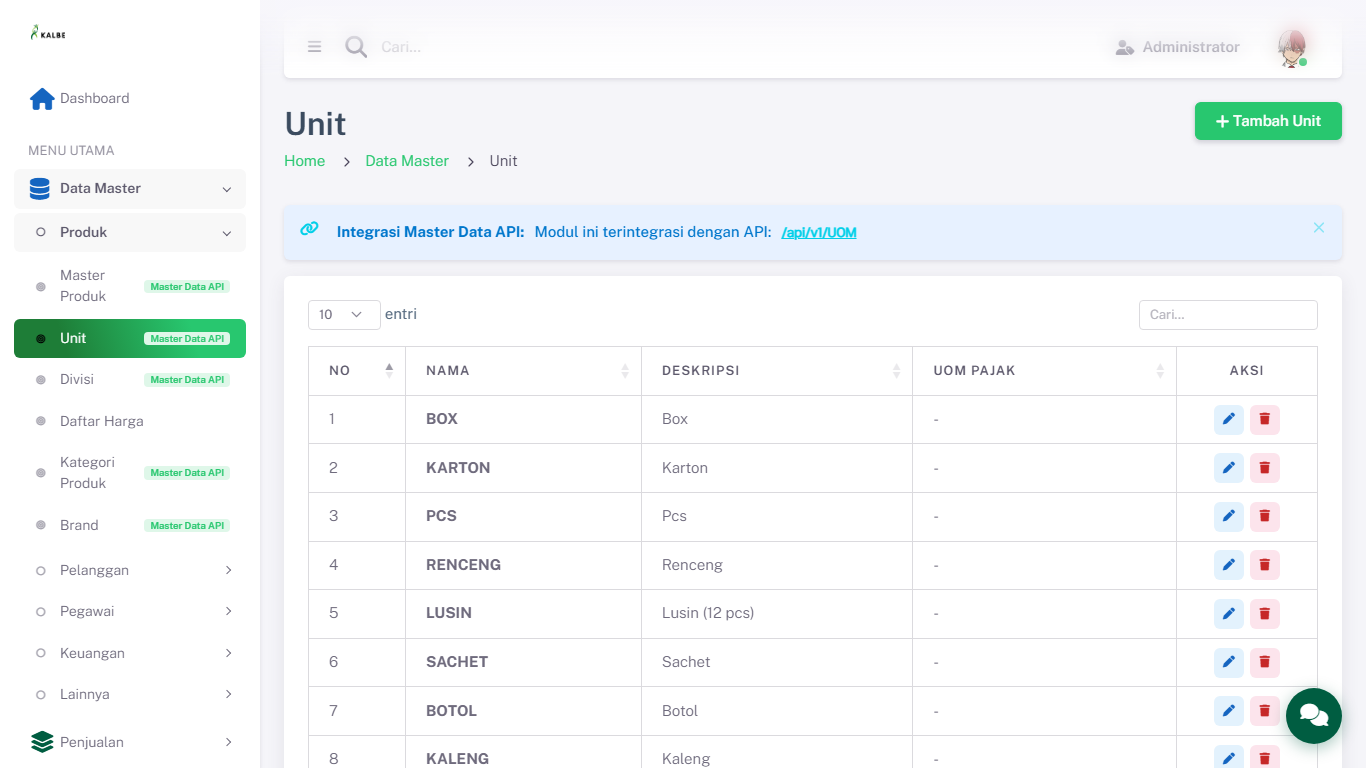 KALBE
Dashboard
MENU UTAMA
Data Master
Produk
Master
Produk
Master Data API
Unit
Master Data API
Divisi
Master Data API
Daftar Harga
Kategori
Produk
Master Data API
Brand
Master Data API
Pelanggan
Pegawai
Keuangan
Lainnya
Penjualan
Cari...
Administrator
Unit
+ Tambah Unit
Home > Data Master > Unit
Integrasi Master Data API: Modul ini terintegrasi dengan API: /api/v1/UOM
10 entri
Cari...
NO NAMA DESKRIPSI UOM PAJAK AKSI
1 BOX Box -
2 KARTON Karton -
3 PCS Pcs -
4 RENCENG Renceng -
5 LUSIN Lusin (12 pcs) -
6 SACHET Sachet -
7 BOTOL Botol -
8 KALENG Kaleng -